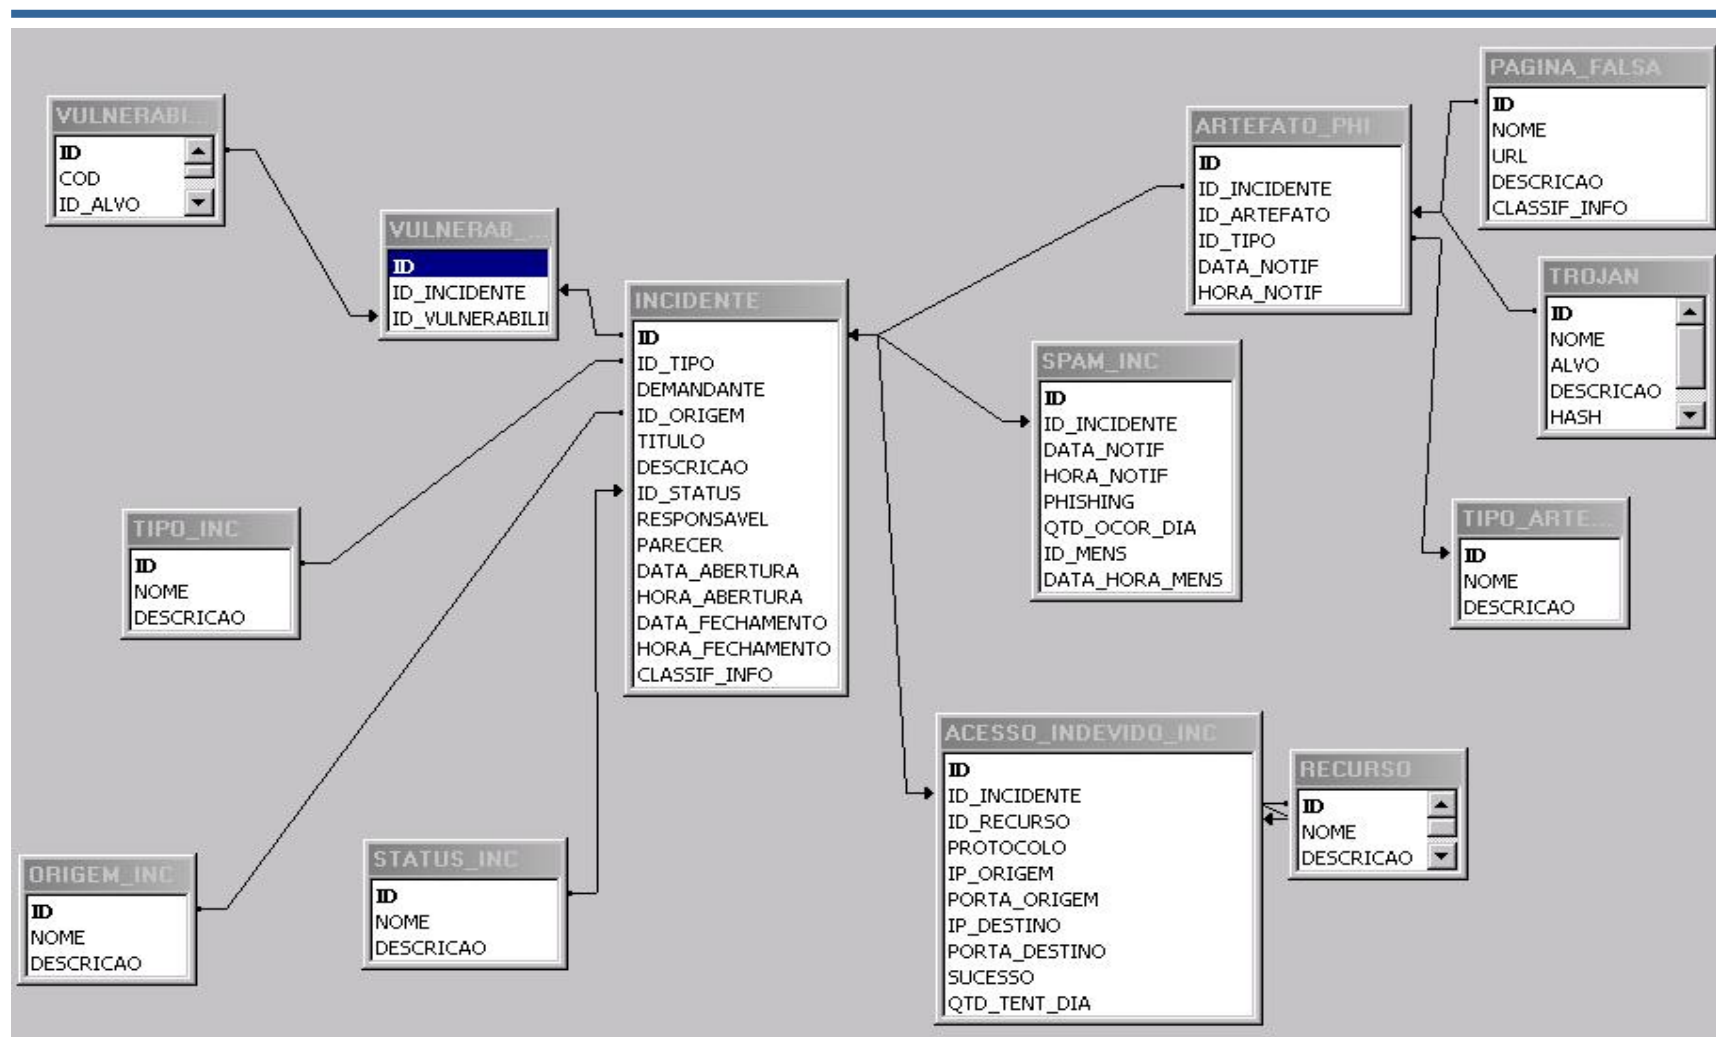 VULNERABI...
ID
COD
ID_ALVO
VULNERAB_...
ID
ID_INCIDENTE
ID_VULNERABILII
TIPO_INC
ID
NOME
DESCRICAO
ORIGEM_INC
ID
NOME
DESCRICAO
STATUS_INC
ID
NOME
DESCRICAO
INCIDENTE
ID
ID_TIPO
DEMANDANTE
ID_ORIGEM
TITULO
DESCRICAO
ID_STATUS
RESPONSAVEL
PARECER
DATA_ABERTURA
HORA_ABERTURA
DATA_FECHAMENTO
HORA_FECHAMENTO
CLASSIF_INFO
ARTEFATO_PHI
ID
ID_INCIDENTE
ID_ARTEFATO
ID_TIPO
DATA_NOTIF
HORA_NOTIF
SPAM_INC
ID
ID_INCIDENTE
DATA_NOTIF
HORA_NOTIF
PHISHING
QTD_OCOR_DIA
ID_MENS
DATA_HORA_MENS
ACESSO_INDEVIDO_INC
ID
ID_INCIDENTE
ID_RECURSO
PROTOCOLO
IP_ORIGEM
PORTA_ORIGEM
IP_DESTINO
PORTA_DESTINO
SUCESSO
QTD_TENT_DIA
PAGINA_FALSA
ID
NOME
URL
DESCRICAO
CLASSIF_INFO
TROJAN
ID
NOME
ALVO
DESCRICAO
HASH
TIPO_ARTE...
ID
NOME
DESCRICAO
RECURSO
ID
NOME
DESCRICAO